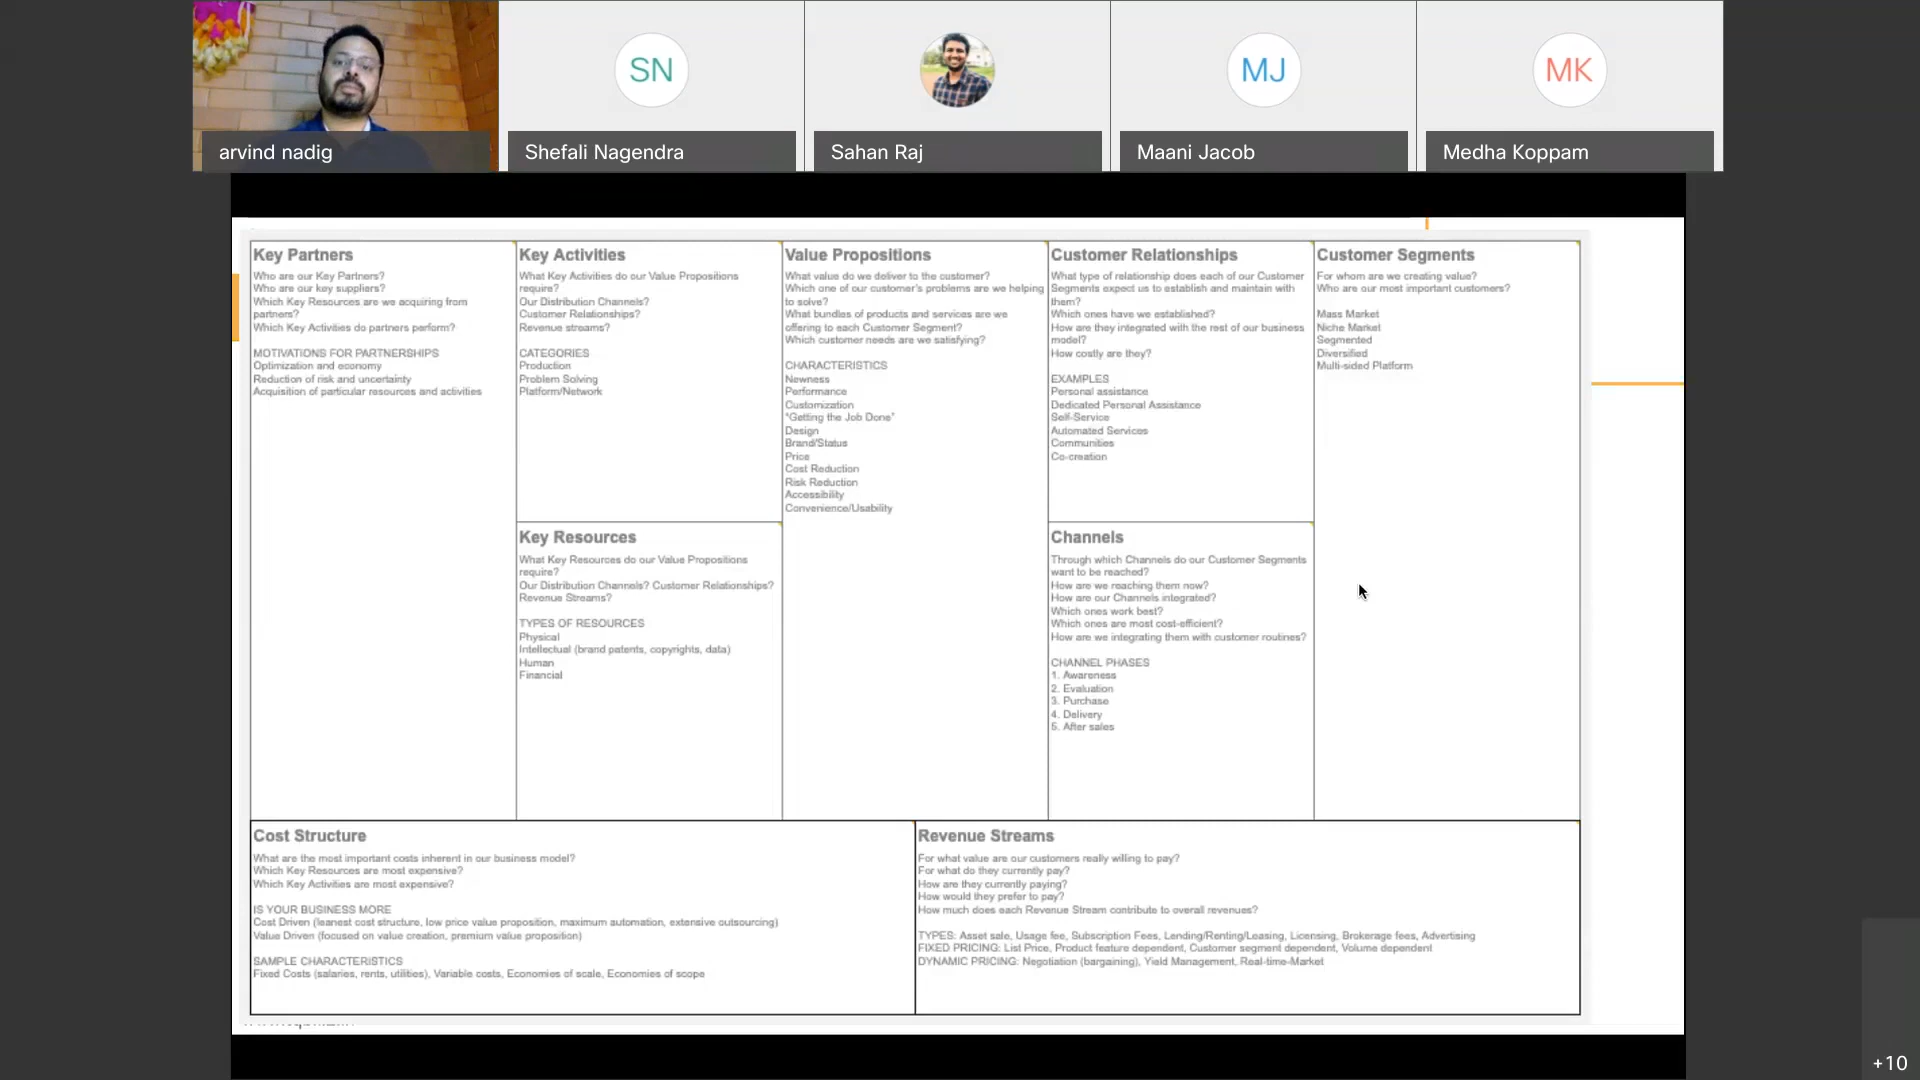 SN
MJ
MK
arvind nadig
Shefali Nagendra
Sahan Raj
Maani Jacob
Medha Koppam
Key Partners
Who are our Key Partners?
Who are our key suppliers?
Which Key Resources are we acquiring from
partners?
Which Key Activities do partners perform?
MOTIVATIONS FOR PARTNERSHIPS
Optimization and economy
Reduction of risk and uncertainty
Acquisition of particular resources and activities
Key Activities
What Key Activities do our Value Propositions
require?
Our Distribution Channels?
Customer Relationships?
Revenue streams?
CATEGORIES
Production
Problem Solving
Platform/Network
Key Resources
What Key Resources do our Value Propositions
require?
Our Distribution Channels? Customer Relationships?
Revenue Streams?
TYPES OF RESOURCES
Physical
Intellectual (brand patents, copyrights, data)
Human
Financial
Value Propositions
What value do we deliver to the customer?
Which one of our customer's problems are we helping
to solve?
What bundles of products and services are we
offering to each Customer Segment?
Which customer needs are we satisfying?
CHARACTERISTICS
Newness
Performance
Customization
"Getting the Job Done"
Design
Brand/Status
Price
Cost Reduction
Risk Reduction
Accessibility
Convenience/Usability
Customer Relationships
What type of relationship does each of our Customer
Segments expect us to establish and maintain with
them?
Which ones have we established?
How are they integrated with the rest of our business
model?
How costly are they?
EXAMPLES
Personal assistance
Dedicated Personal Assistance
Self-Service
Automated Services
Communities
Co-creation
Channels
Through which Channels do our Customer Segments
want to be reached?
How are we reaching them now?
How are our Channels integrated?
Which ones work best?
Which ones are most cost-efficient?
How are we integrating them with customer routines?
CHANNEL PHASES
1. Awareness
2. Evaluation
3. Purchase
4. Delivery
5. After sales
Customer Segments
For whom are we creating value?
Who are our most important customers?
Mass Market
Niche Market
Segmented
Diversified
Multi-sided Platform
Cost Structure
What are the most important costs inherent in our business model?
Which Key Resources are most expensive?
Which Key Activities are most expensive?
IS YOUR BUSINESS MORE
Cost Driven (leanest cost structure, low price value proposition, maximum automation, extensive outsourcing)
Value Driven (focused on value creation, premium value proposition)
SAMPLE CHARACTERISTICS
Fixed Costs (salaries, rents, utilities), Variable costs, Economies of scale, Economies of scope
Revenue Streams
For what value are our customers really willing to pay?
For what do they currently pay?
How are they currently paying?
How would they prefer to pay?
How much does each Revenue Stream contribute to overall revenues?
TYPES: Asset sale, Usage fee, Subscription Fees, Lending/Renting/Leasing, Licensing, Brokerage fees, Advertising
FIXED PRICING: List Price, Product feature dependent, Customer segment dependent, Volume dependent
DYNAMIC PRICING: Negotiation (bargaining), Yield Management, Real-time-Market
+10